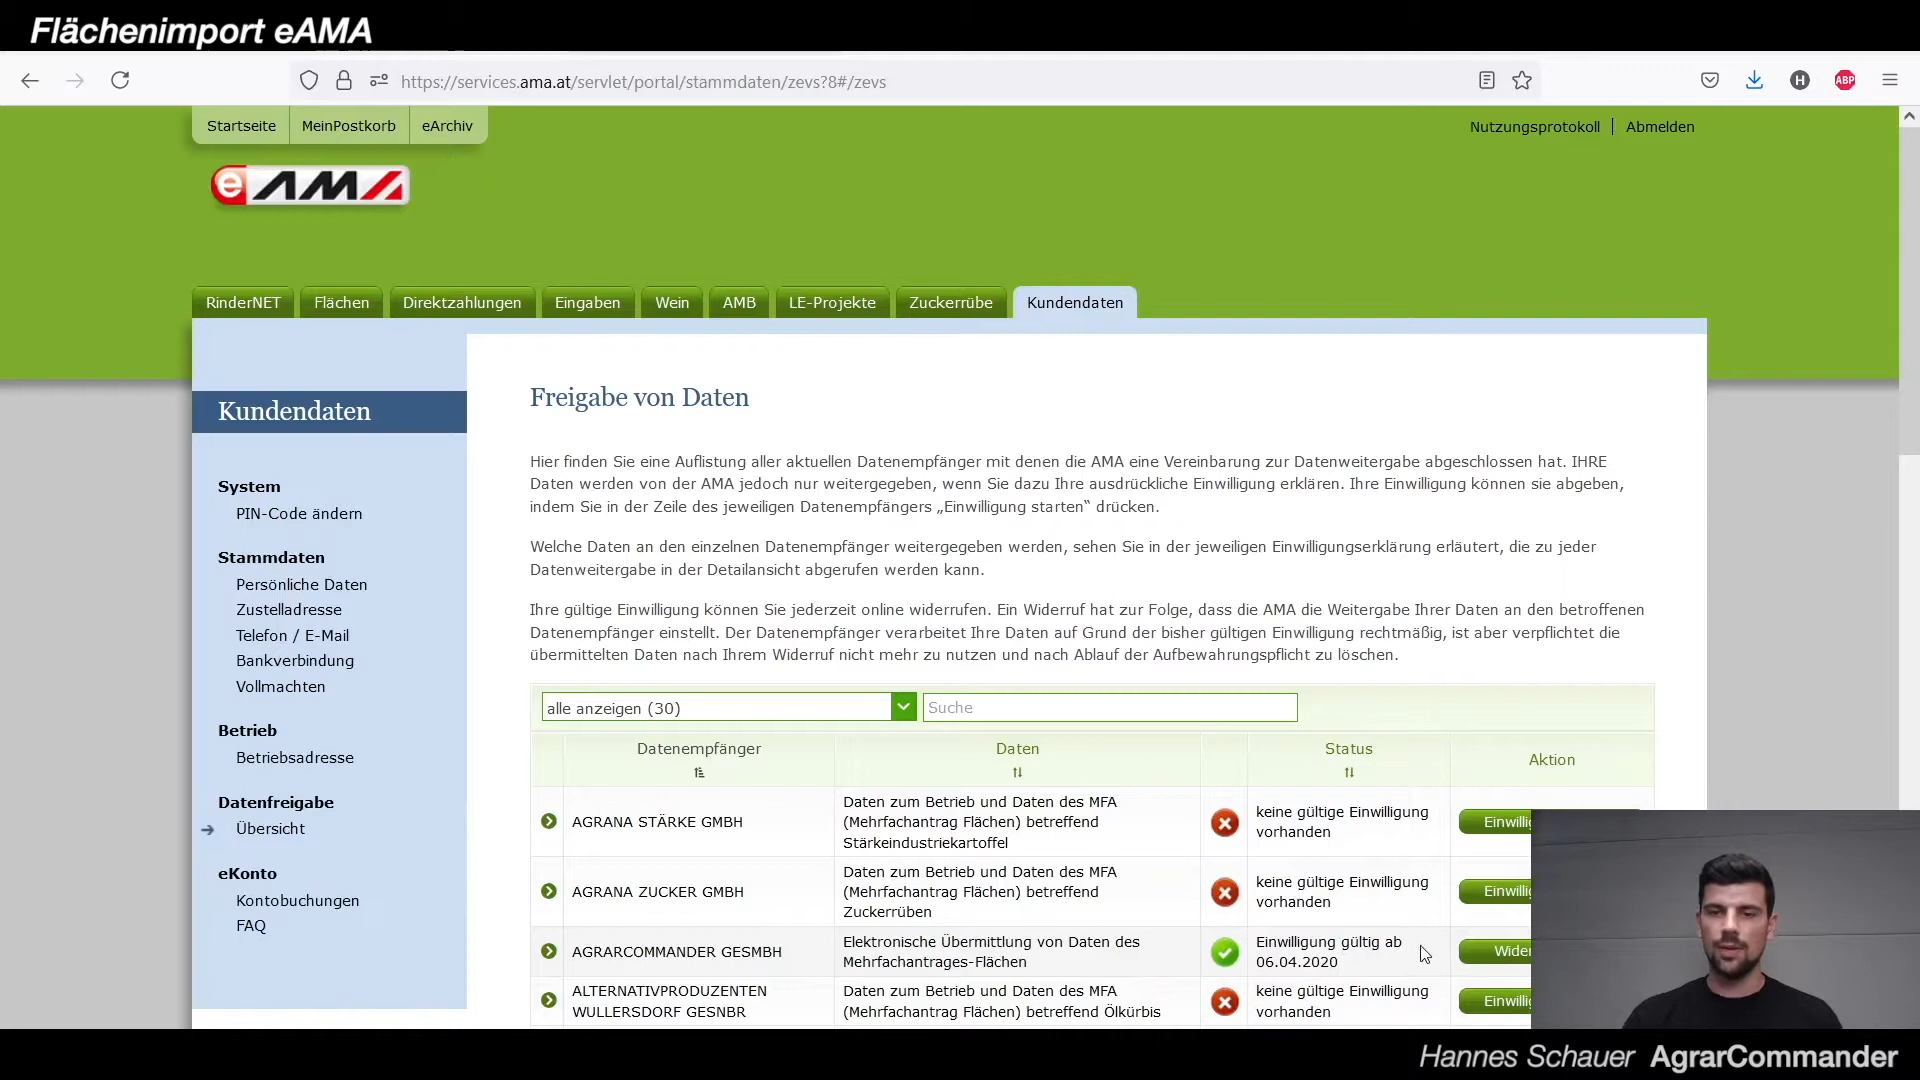 Flächenimport eAMA
https://services.ama.at/servlet/portal/stammdaten/zevs?8#/zevs
H
ABP
Startseite
MeinPostkorb
eArchiv
Nutzungsprotokoll
Abmelden
eAMA
RinderNET
Flächen
Direktzahlungen
Eingaben
Wein
AMB
LE-Projekte
Zuckerrübe
Kundendaten
Kundendaten
System
PIN-Code ändern
Stammdaten
Persönliche Daten
Zustelladresse
Telefon / E-Mail
Bankverbindung
Vollmachten
Betrieb
Betriebsadresse
Datenfreigabe
Übersicht
eKonto
Kontobuchungen
FAQ
Freigabe von Daten
Hier finden Sie eine Auflistung aller aktuellen Datenempfänger mit denen die AMA eine Vereinbarung zur Datenweitergabe abgeschlossen hat. IHRE
Daten werden von der AMA jedoch nur weitergegeben, wenn Sie dazu Ihre ausdrückliche Einwilligung erklären. Ihre Einwilligung können sie abgeben,
indem Sie in der Zeile des jeweiligen Datenempfängers „Einwilligung starten“ drücken.
Welche Daten an den einzelnen Datenempfänger weitergegeben werden, sehen Sie in der jeweiligen Einwilligungserklärung erläutert, die zu jeder
Datenweitergabe in der Detailansicht abgerufen werden kann.
Ihre gültige Einwilligung können Sie jederzeit online widerrufen. Ein Widerruf hat zur Folge, dass die AMA die Weitergabe Ihrer Daten an den betroffenen
Datenempfänger einstellt. Der Datenempfänger verarbeitet Ihre Daten auf Grund der bisher gültigen Einwilligung rechtmäßig, ist aber verpflichtet die
übermittelten Daten nach Ihrem Widerruf nicht mehr zu nutzen und nach Ablauf der Aufbewahrungspflicht zu löschen.
alle anzeigen (30)
Suche
Datenempfänger
Daten
Status
Aktion
AGRANA STÄRKE GMBH
Daten zum Betrieb und Daten des MFA
(Mehrfachantrag Flächen) betreffend
Stärkeindustriekartoffel
keine gültige Einwilligung
vorhanden
AGRANA ZUCKER GMBH
Daten zum Betrieb und Daten des MFA
(Mehrfachantrag Flächen) betreffend
Zuckerrüben
keine gültige Einwilligung
vorhanden
AGRARCOMMANDER GESMBH
Elektronische Übermittlung von Daten des
Mehrfachantrages-Flächen
Einwilligung gültig ab
06.04.2020
ALTERNATIVPRODUZENTEN
WULLERSDORF GESNBR
Daten zum Betrieb und Daten des MFA
(Mehrfachantrag Flächen) betreffend Ölkürbis
keine gültige Einwilligung
vorhanden
Hannes Schauer AgrarCommander